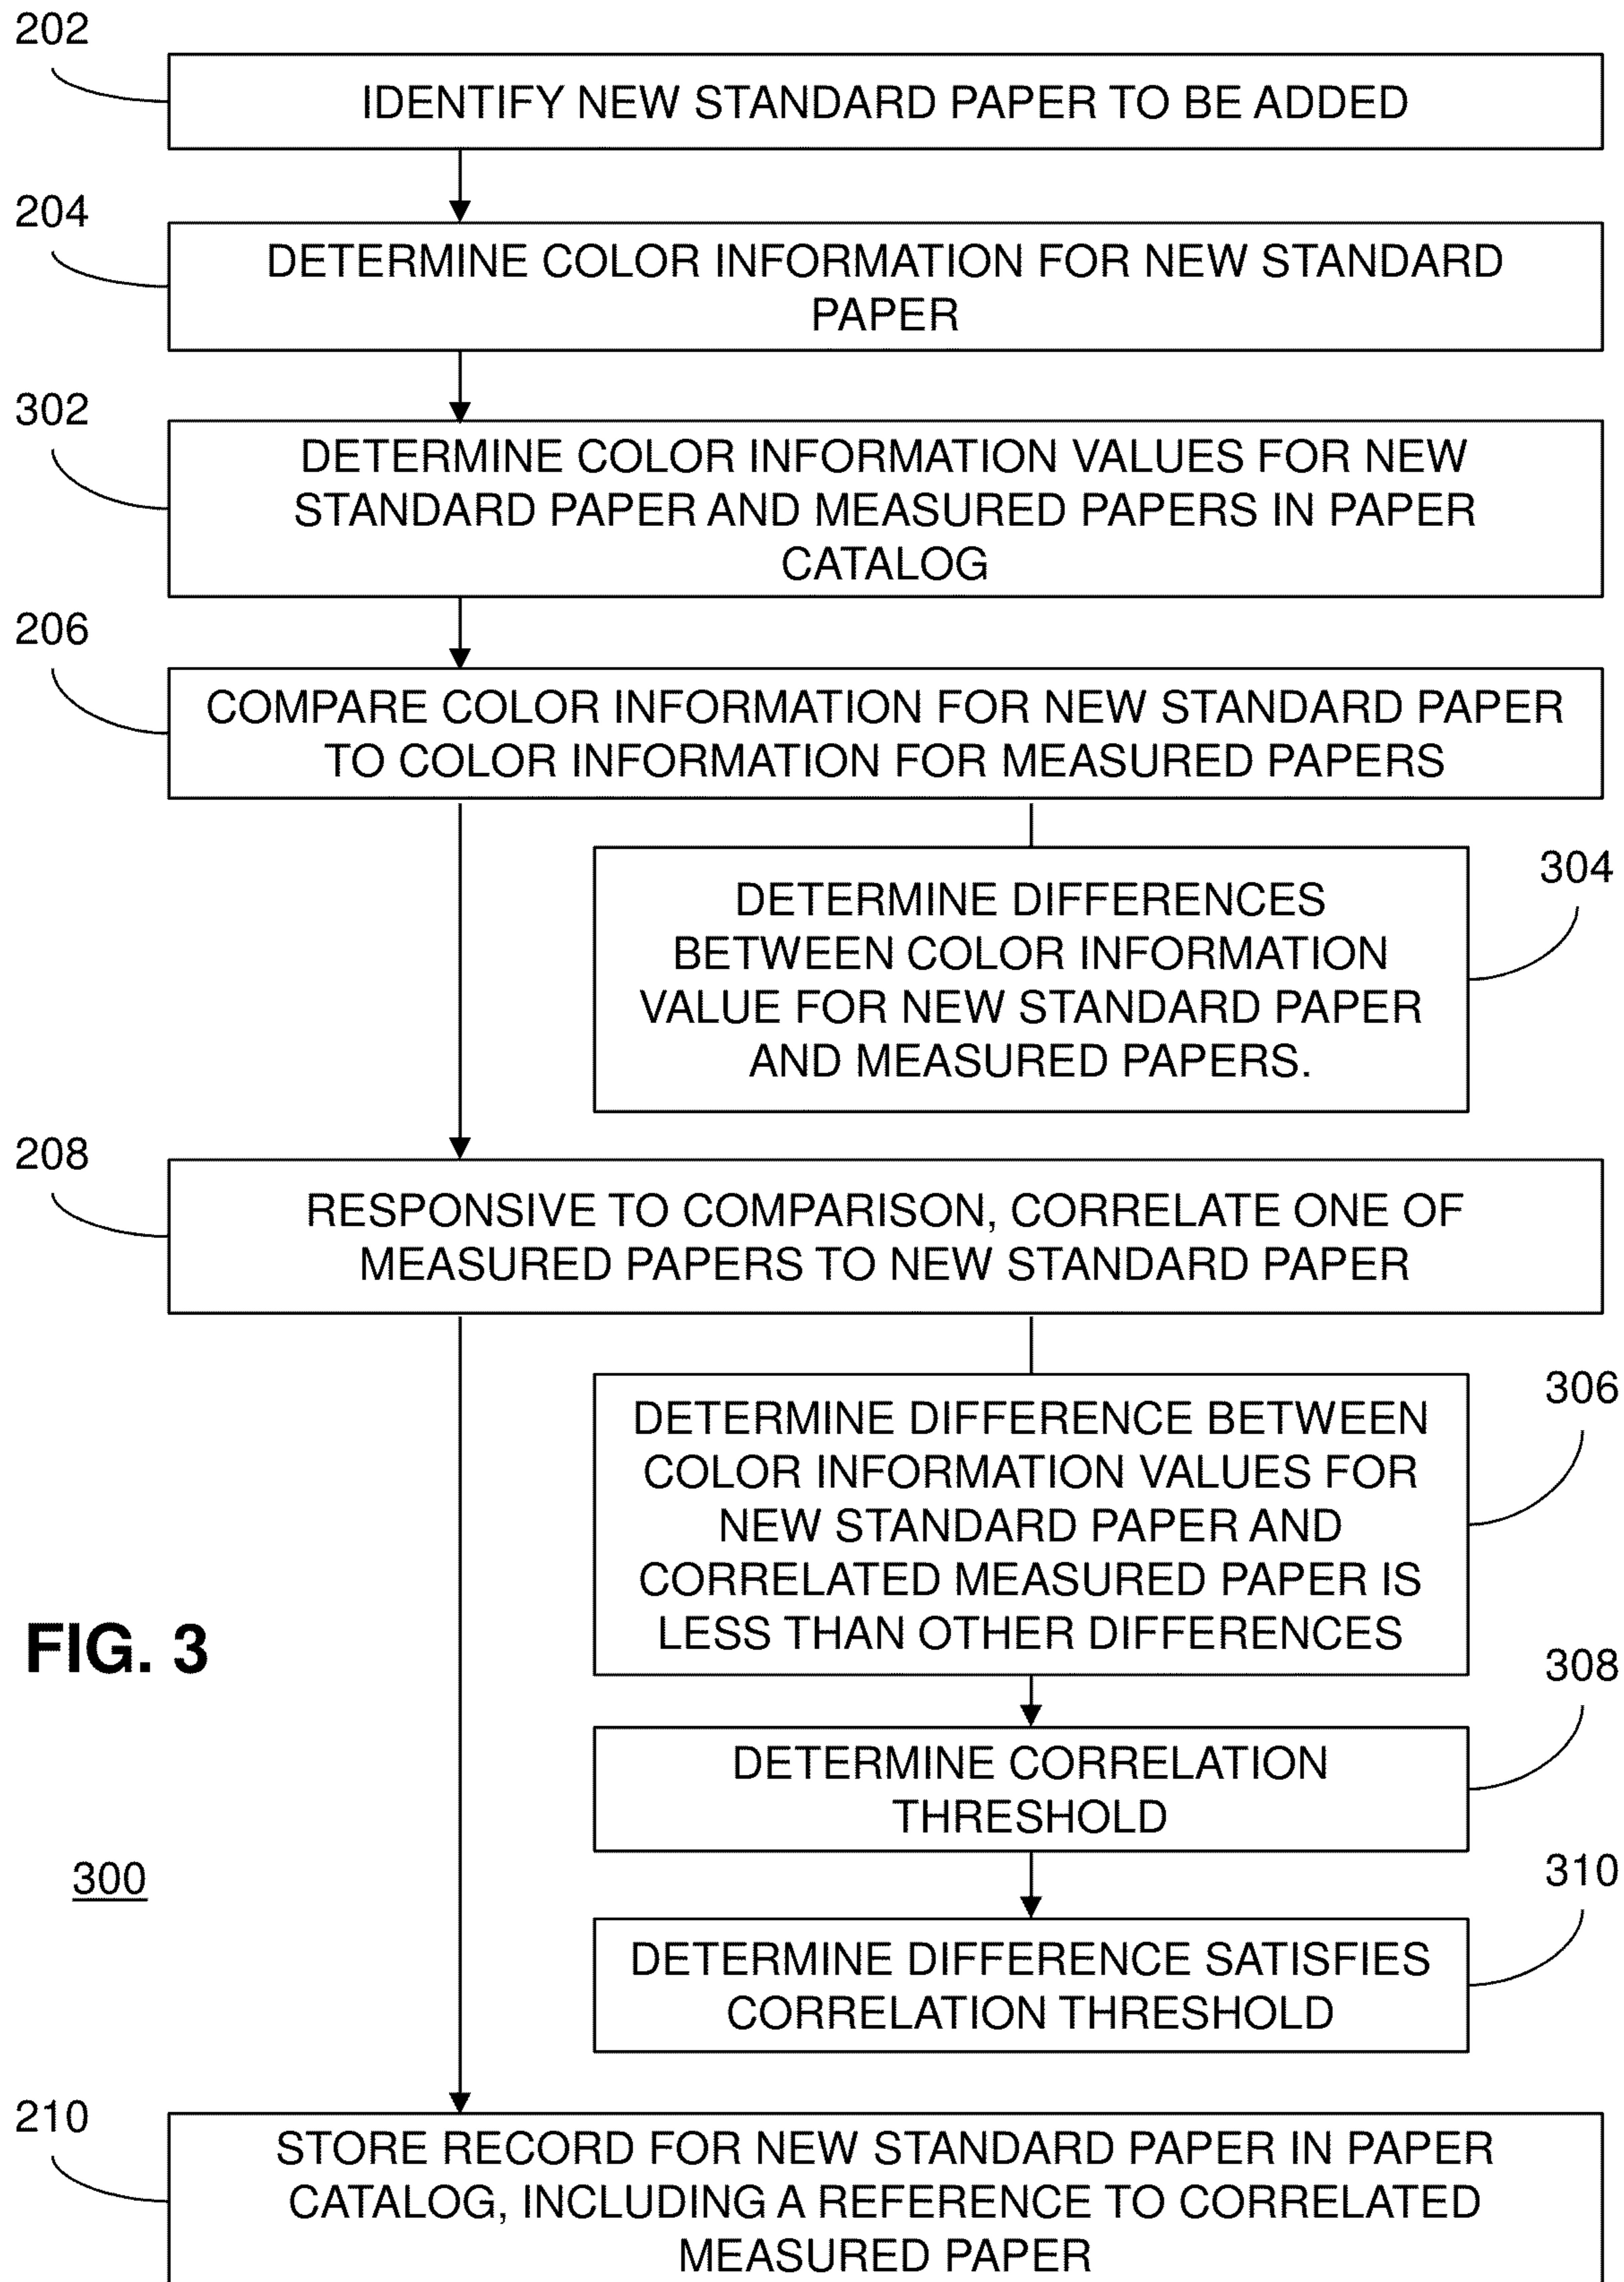 202
IDENTIFY NEW STANDARD PAPER TO BE ADDED
204
DETERMINE COLOR INFORMATION FOR NEW STANDARD
PAPER
302
DETERMINE COLOR INFORMATION VALUES FOR NEW
STANDARD PAPER AND MEASURED PAPERS IN PAPER
CATALOG
206
COMPARE COLOR INFORMATION FOR NEW STANDARD PAPER
TO COLOR INFORMATION FOR MEASURED PAPERS
304
DETERMINE DIFFERENCES
BETWEEN COLOR INFORMATION
VALUE FOR NEW STANDARD PAPER
AND MEASURED PAPERS.
208
RESPONSIVE TO COMPARISON, CORRELATE ONE OF
MEASURED PAPERS TO NEW STANDARD PAPER
306
DETERMINE DIFFERENCE BETWEEN
COLOR INFORMATION VALUES FOR
NEW STANDARD PAPER AND
CORRELATED MEASURED PAPER IS
LESS THAN OTHER DIFFERENCES
FIG. 3
308
DETERMINE CORRELATION
THRESHOLD
300
310
DETERMINE DIFFERENCE SATISFIES
CORRELATION THRESHOLD
210
STORE RECORD FOR NEW STANDARD PAPER IN PAPER
CATALOG, INCLUDING A REFERENCE TO CORRELATED
MEASURED PAPER